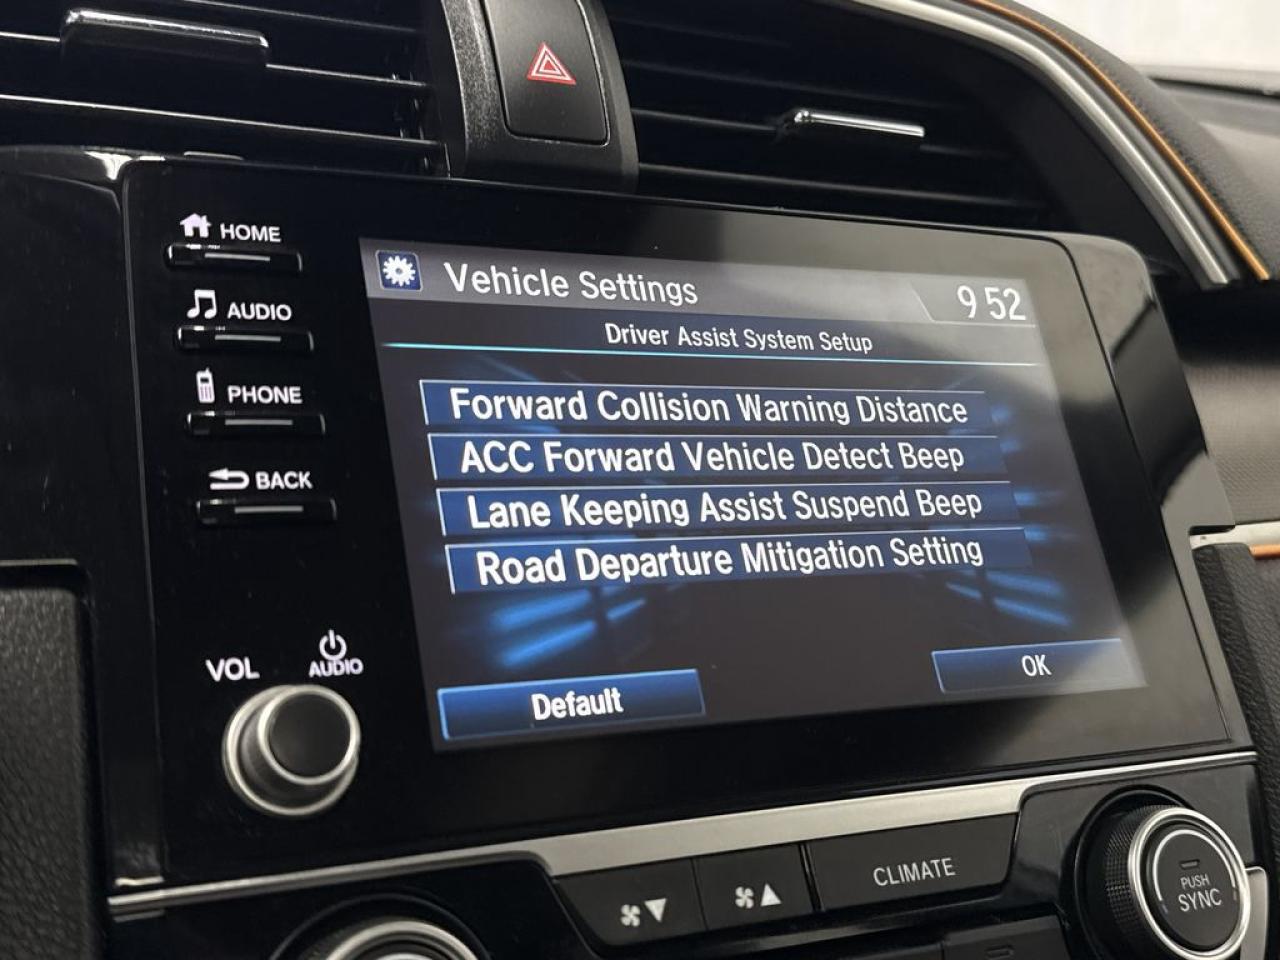 HOME
AUDIO
PHONE
BACK
VOL
AUDIO
Vehicle Settings
9 52
Driver Assist System Setup
Forward Collision Warning Distance
ACC Forward Vehicle Detect Beep
Lane Keeping Assist Suspend Beep
Road Departure Mitigation Setting
Default
OK
CLIMATE
PUSH
SYNC